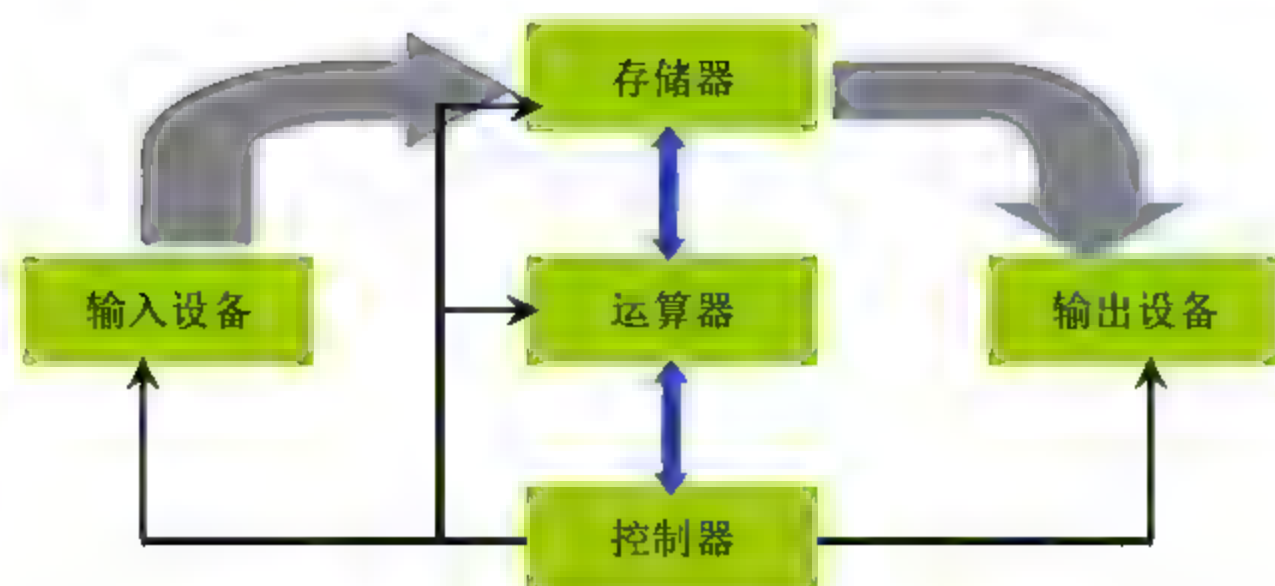 存储器
输入设备
运算器
输出设备
控制器